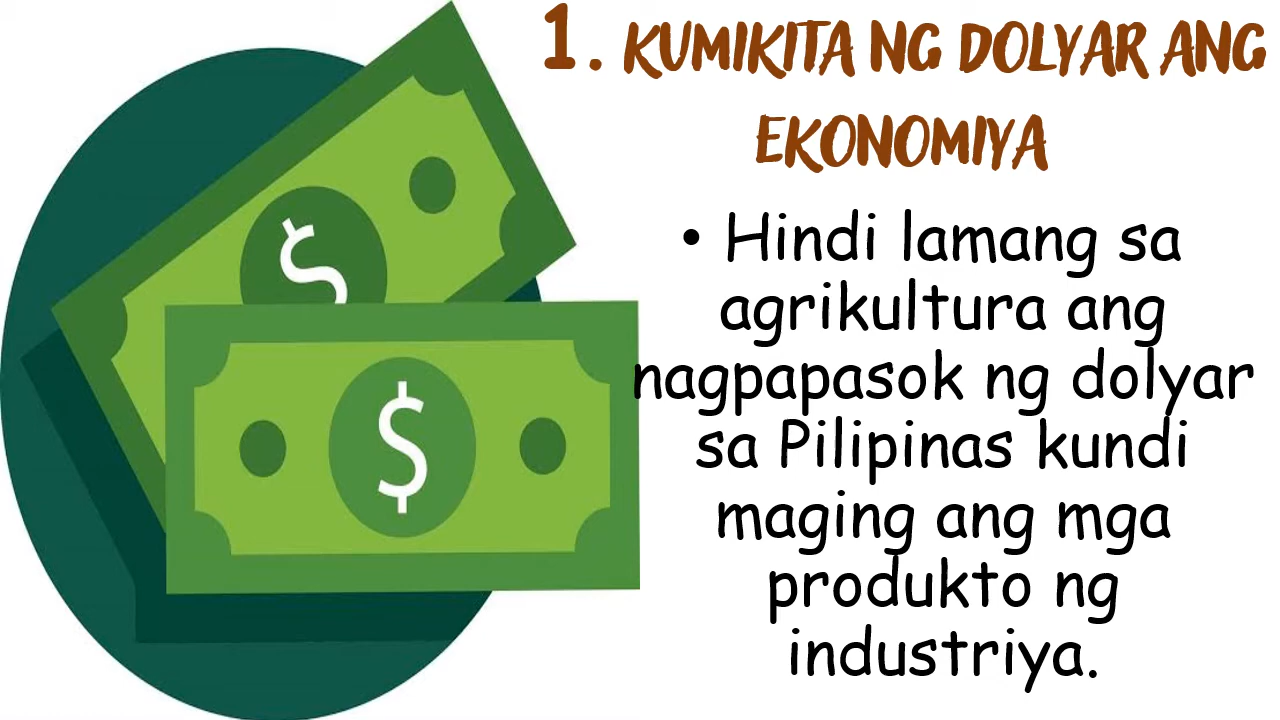 1. KUMIKITA NG DOLYAR ANG
EKONOMIYA
• Hindi lamang sa
agrikultura ang
nagpapasok ng dolyar
sa Pilipinas kundi
maging ang mga
produkto ng
industriya.
$
$